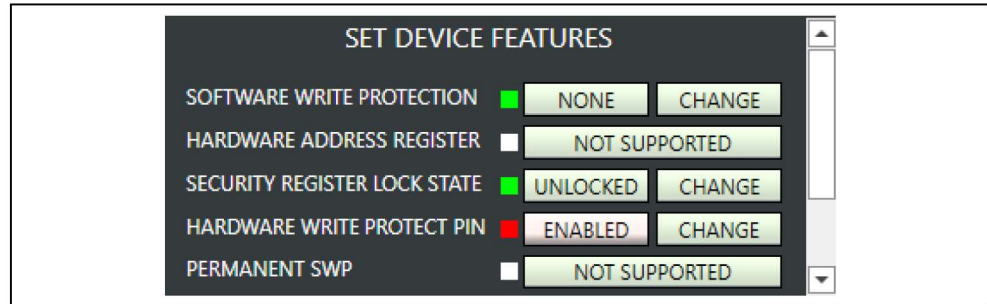 SET DEVICE FEATURES
SOFTWARE WRITE PROTECTION NONE CHANGE
HARDWARE ADDRESS REGISTER NOT SUPPORTED
SECURITY REGISTER LOCK STATE UNLOCKED CHANGE
HARDWARE WRITE PROTECT PIN ENABLED CHANGE
PERMANENT SWP NOT SUPPORTED